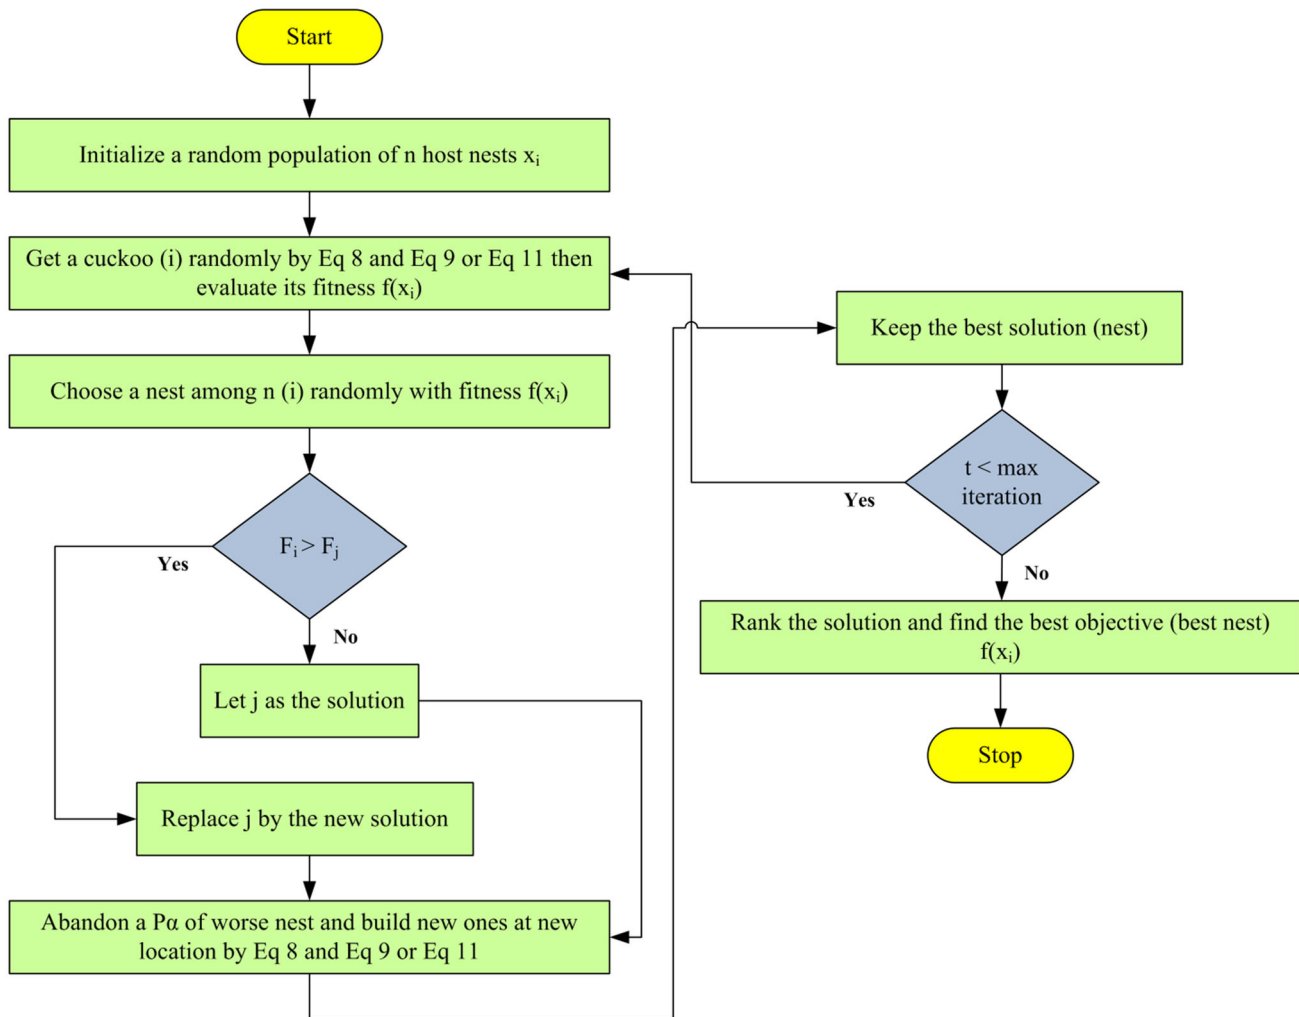 Start
Initialize a random population of n host nests xᵢ
Get a cuckoo (i) randomly by Eq 8 and Eq 9 or Eq 11 then
evaluate its fitness f(xᵢ)
Choose a nest among n (i) randomly with fitness f(xᵢ)
Fᵢ > Fⱼ
Yes
No
Let j as the solution
Replace j by the new solution
Abandon a Pα of worse nest and build new ones at new
location by Eq 8 and Eq 9 or Eq 11
Keep the best solution (nest)
t < max
iteration
Yes
No
Rank the solution and find the best objective (best nest)
f(xᵢ)
Stop